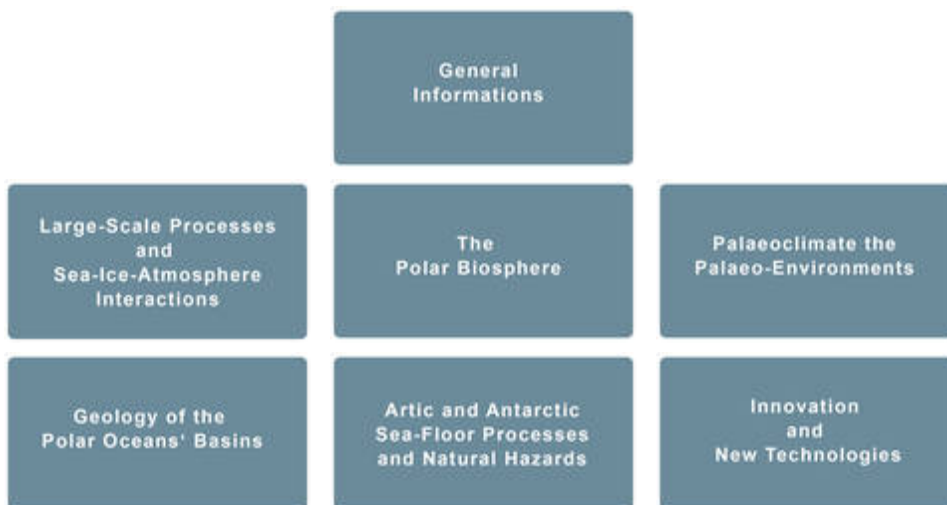 General
Informations
Large-Scale Processes
and
Sea-Ice-Atmosphere
Interactions
The
Polar Biosphere
Palaeoclimate the
Palaeo-Environments
Geology of the
Polar Oceans' Basins
Artic and Antarctic
Sea-Floor Processes
and Natural Hazards
Innovation
and
New Technologies